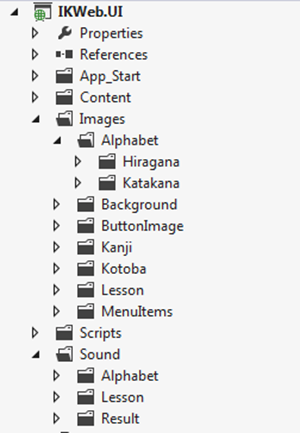 IKWeb.UI
Properties
References
App_Start
Content
Images
Alphabet
Hiragana
Katakana
Background
ButtonImage
Kanji
Kotoba
Lesson
MenuItems
Scripts
Sound
Alphabet
Lesson
Result